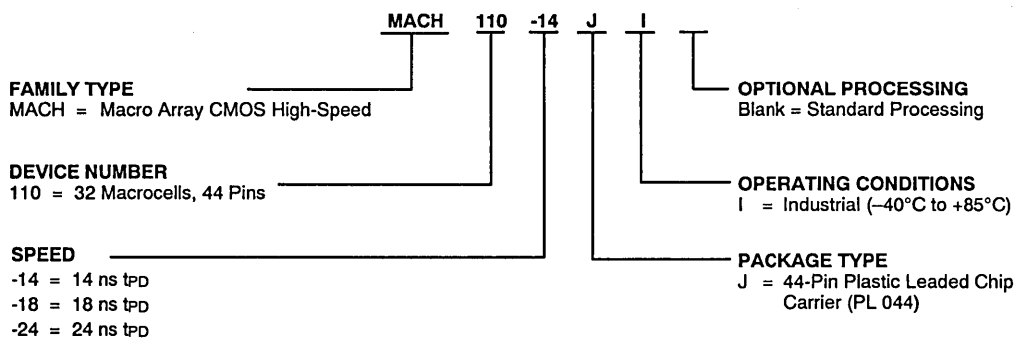 MACH 110 -14 J I
FAMILY TYPE
MACH = Macro Array CMOS High-Speed
DEVICE NUMBER
110 = 32 Macrocells, 44 Pins
SPEED
-14 = 14 ns tPD
-18 = 18 ns tPD
-24 = 24 ns tPD
OPTIONAL PROCESSING
Blank = Standard Processing
OPERATING CONDITIONS
I = Industrial (–40°C to +85°C)
PACKAGE TYPE
J = 44-Pin Plastic Leaded Chip
Carrier (PL 044)